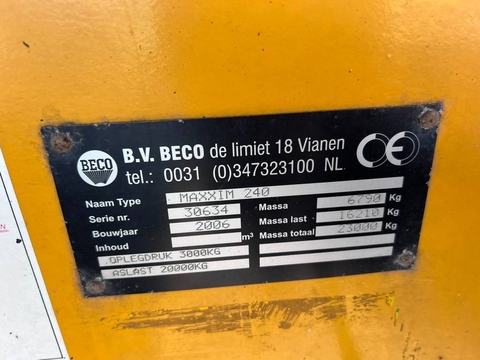 BECO
B.V. BECO de limiet 18 Vianen CE
tel.: 0031 (0)347323100 NL
Name Type MAXXIM 240 Massa 6790 Kg
Serie nr. 30634 Massa last 16210 Kg
Bouwjaar 2006 Massa totaal 23000 Kg
Inhoud m³
OPLEGDRUK 3000KG
ASLAST 20000KG